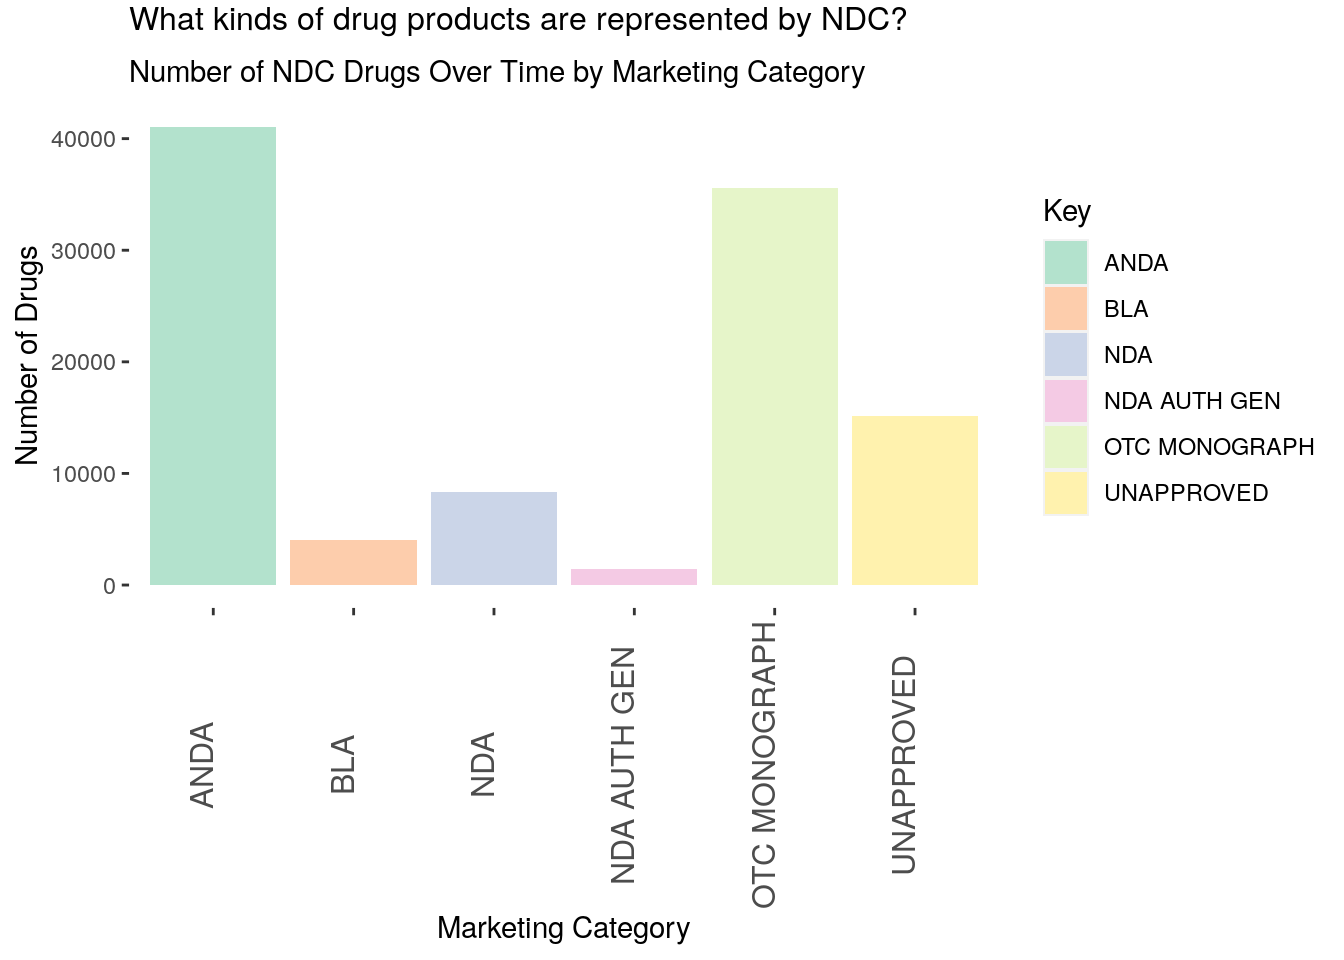 What kinds of drug products are represented by NDC?
Number of NDC Drugs Over Time by Marketing Category
Number of Drugs
40000
30000
20000
10000
0
ANDA
BLA
NDA
NDA AUTH GEN
OTC MONOGRAPH
UNAPPROVED
Marketing Category
Key
ANDA
BLA
NDA
NDA AUTH GEN
OTC MONOGRAPH
UNAPPROVED